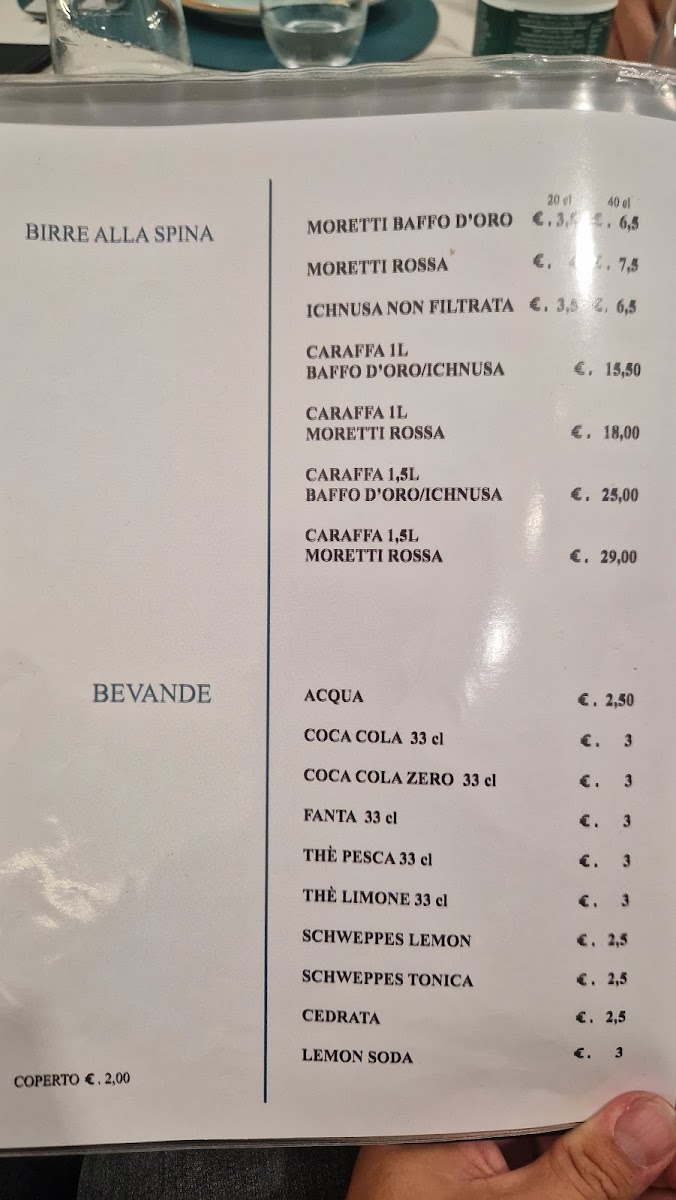 20 cl 40 cl
BIRRE ALLA SPINA
MORETTI BAFFO D'ORO €. 3,5 €. 6,5
MORETTI ROSSA €. 4 €. 7,5
ICHNUSA NON FILTRATA €. 3,5 €. 6,5
CARAFFA 1L
BAFFO D'ORO/ICHNUSA €. 15,50
CARAFFA 1L
MORETTI ROSSA €. 18,00
CARAFFA 1,5L
BAFFO D'ORO/ICHNUSA €. 25,00
CARAFFA 1,5L
MORETTI ROSSA €. 29,00
BEVANDE
ACQUA €. 2,50
COCA COLA 33 cl €. 3
COCA COLA ZERO 33 cl €. 3
FANTA 33 cl €. 3
THÈ PESCA 33 cl €. 3
THÈ LIMONE 33 cl €. 3
SCHWEPPES LEMON €. 2,5
SCHWEPPES TONICA €. 2,5
CEDRATA €. 2,5
LEMON SODA €. 3
COPERTO €. 2,00